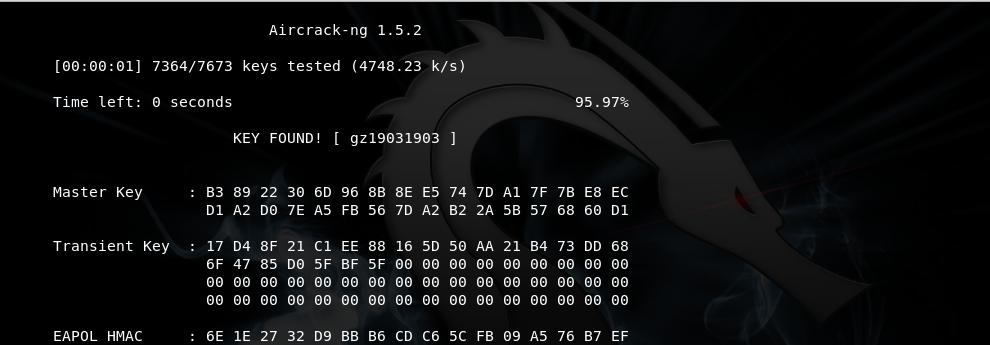 Aircrack-ng 1.5.2
[00:00:01] 7364/7673 keys tested (4748.23 k/s)
Time left: 0 seconds 95.97%
KEY FOUND! [ gz19031903 ]
Master Key : B3 89 22 30 6D 96 8B 8E E5 74 7D A1 7F 7B E8 EC
D1 A2 D0 7E A5 FB 56 7D A2 B2 2A 5B 57 68 60 D1
Transient Key : 17 D4 8F 21 C1 EE 88 16 5D 50 AA 21 B4 73 DD 68
6F 47 85 D0 5F BF 5F 00 00 00 00 00 00 00 00 00
00 00 00 00 00 00 00 00 00 00 00 00 00 00 00 00
00 00 00 00 00 00 00 00 00 00 00 00 00 00 00 00
EAPOL HMAC : 6E 1E 27 32 D9 BB B6 CD C6 5C FB 09 A5 76 B7 EF